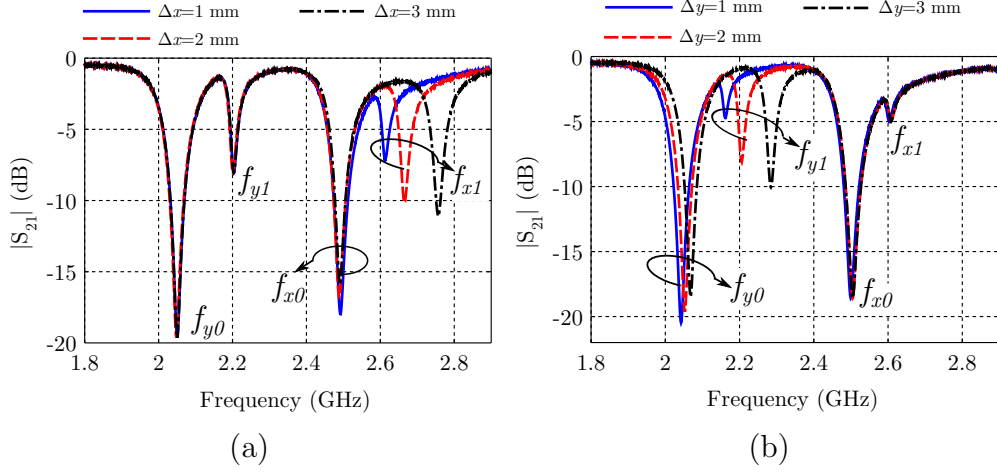 Δx=1 mm
Δx=3 mm
Δx=2 mm
0
-5
-10
-15
-20
|S21| (dB)
fy1
fx1
fx0
fy0
1.8
2
2.2
2.4
2.6
2.8
Frequency (GHz)
(a)
Δy=1 mm
Δy=3 mm
Δy=2 mm
0
-5
-10
-15
-20
|S21| (dB)
fy1
fx1
fy0
fx0
1.8
2
2.2
2.4
2.6
2.8
Frequency (GHz)
(b)